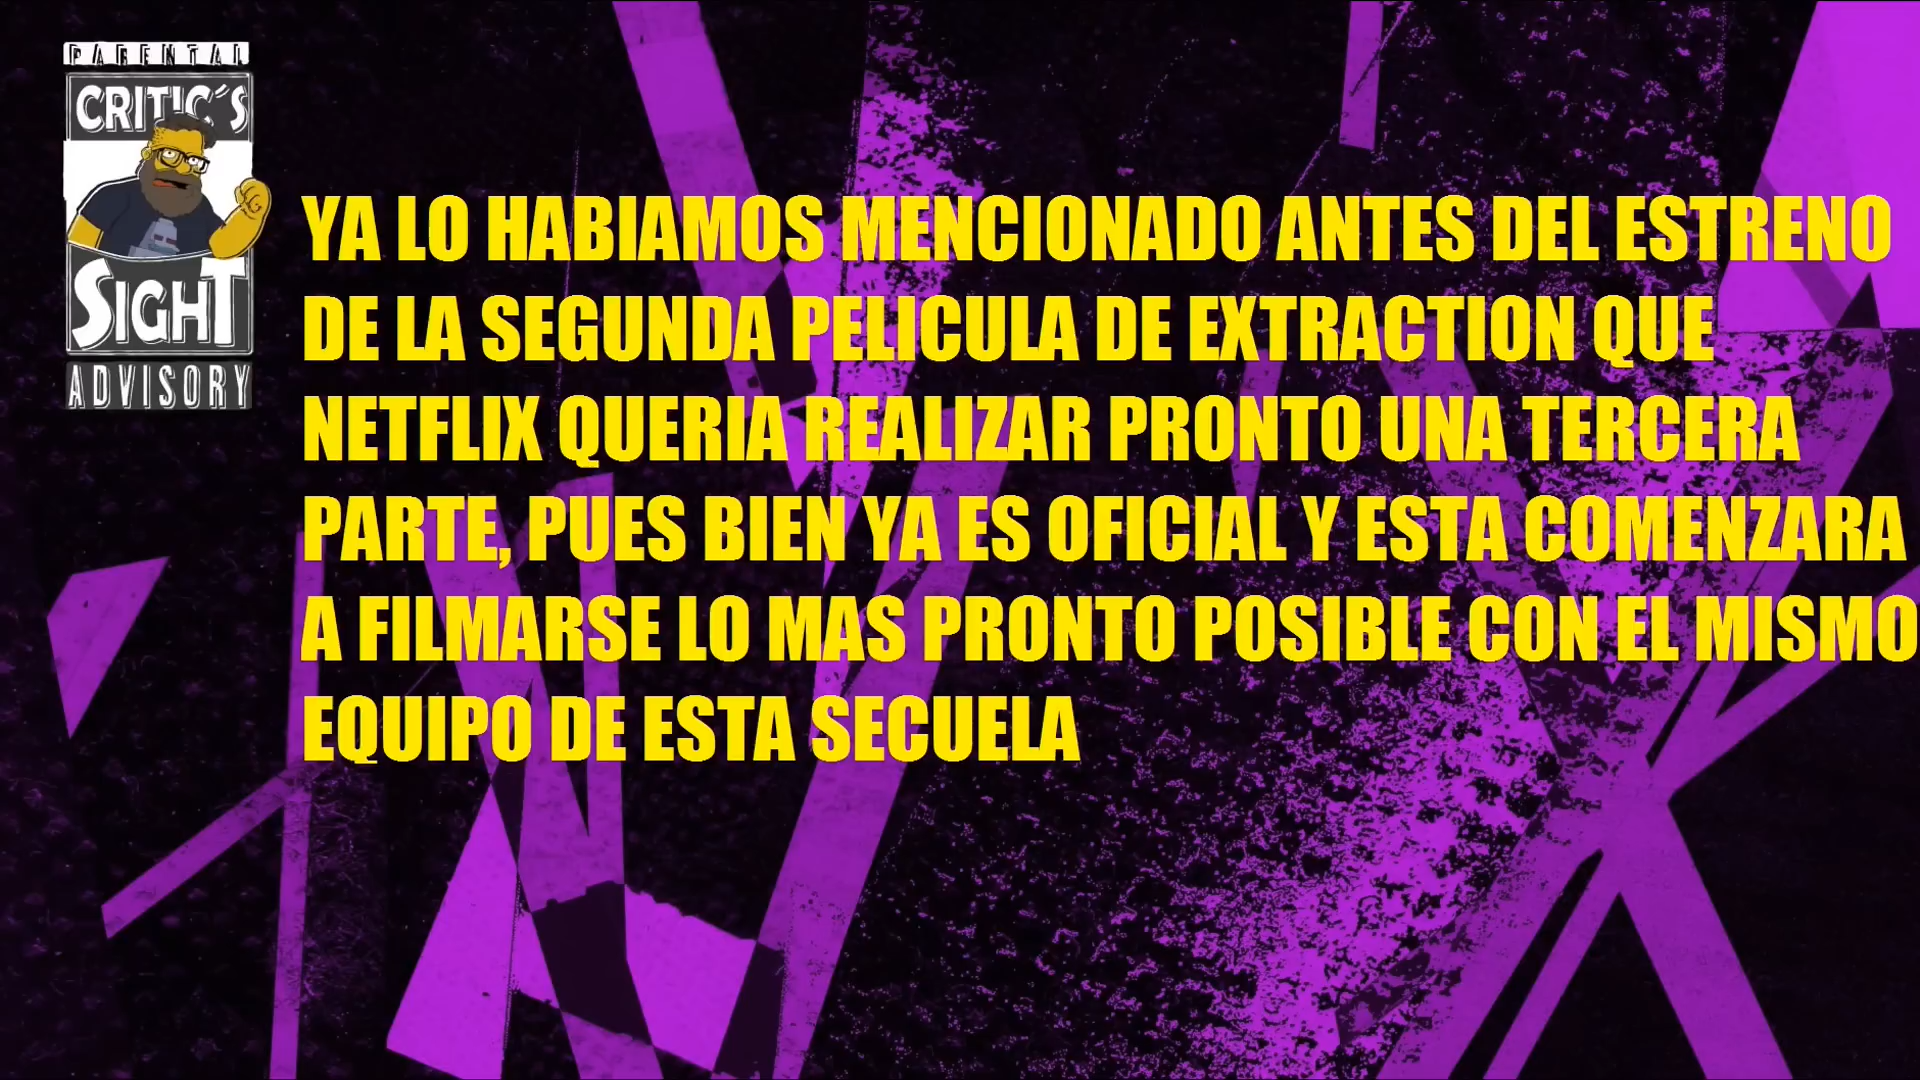 PARENTAL
CRITIC´S
SIGHT
ADVISORY
YA LO HABIAMOS MENCIONADO ANTES DEL ESTRENO
DE LA SEGUNDA PELICULA DE EXTRACTION QUE
NETFLIX QUERIA REALIZAR PRONTO UNA TERCERA
PARTE, PUES BIEN YA ES OFICIAL Y ESTA COMENZARA
A FILMARSE LO MAS PRONTO POSIBLE CON EL MISMO
EQUIPO DE ESTA SECUELA